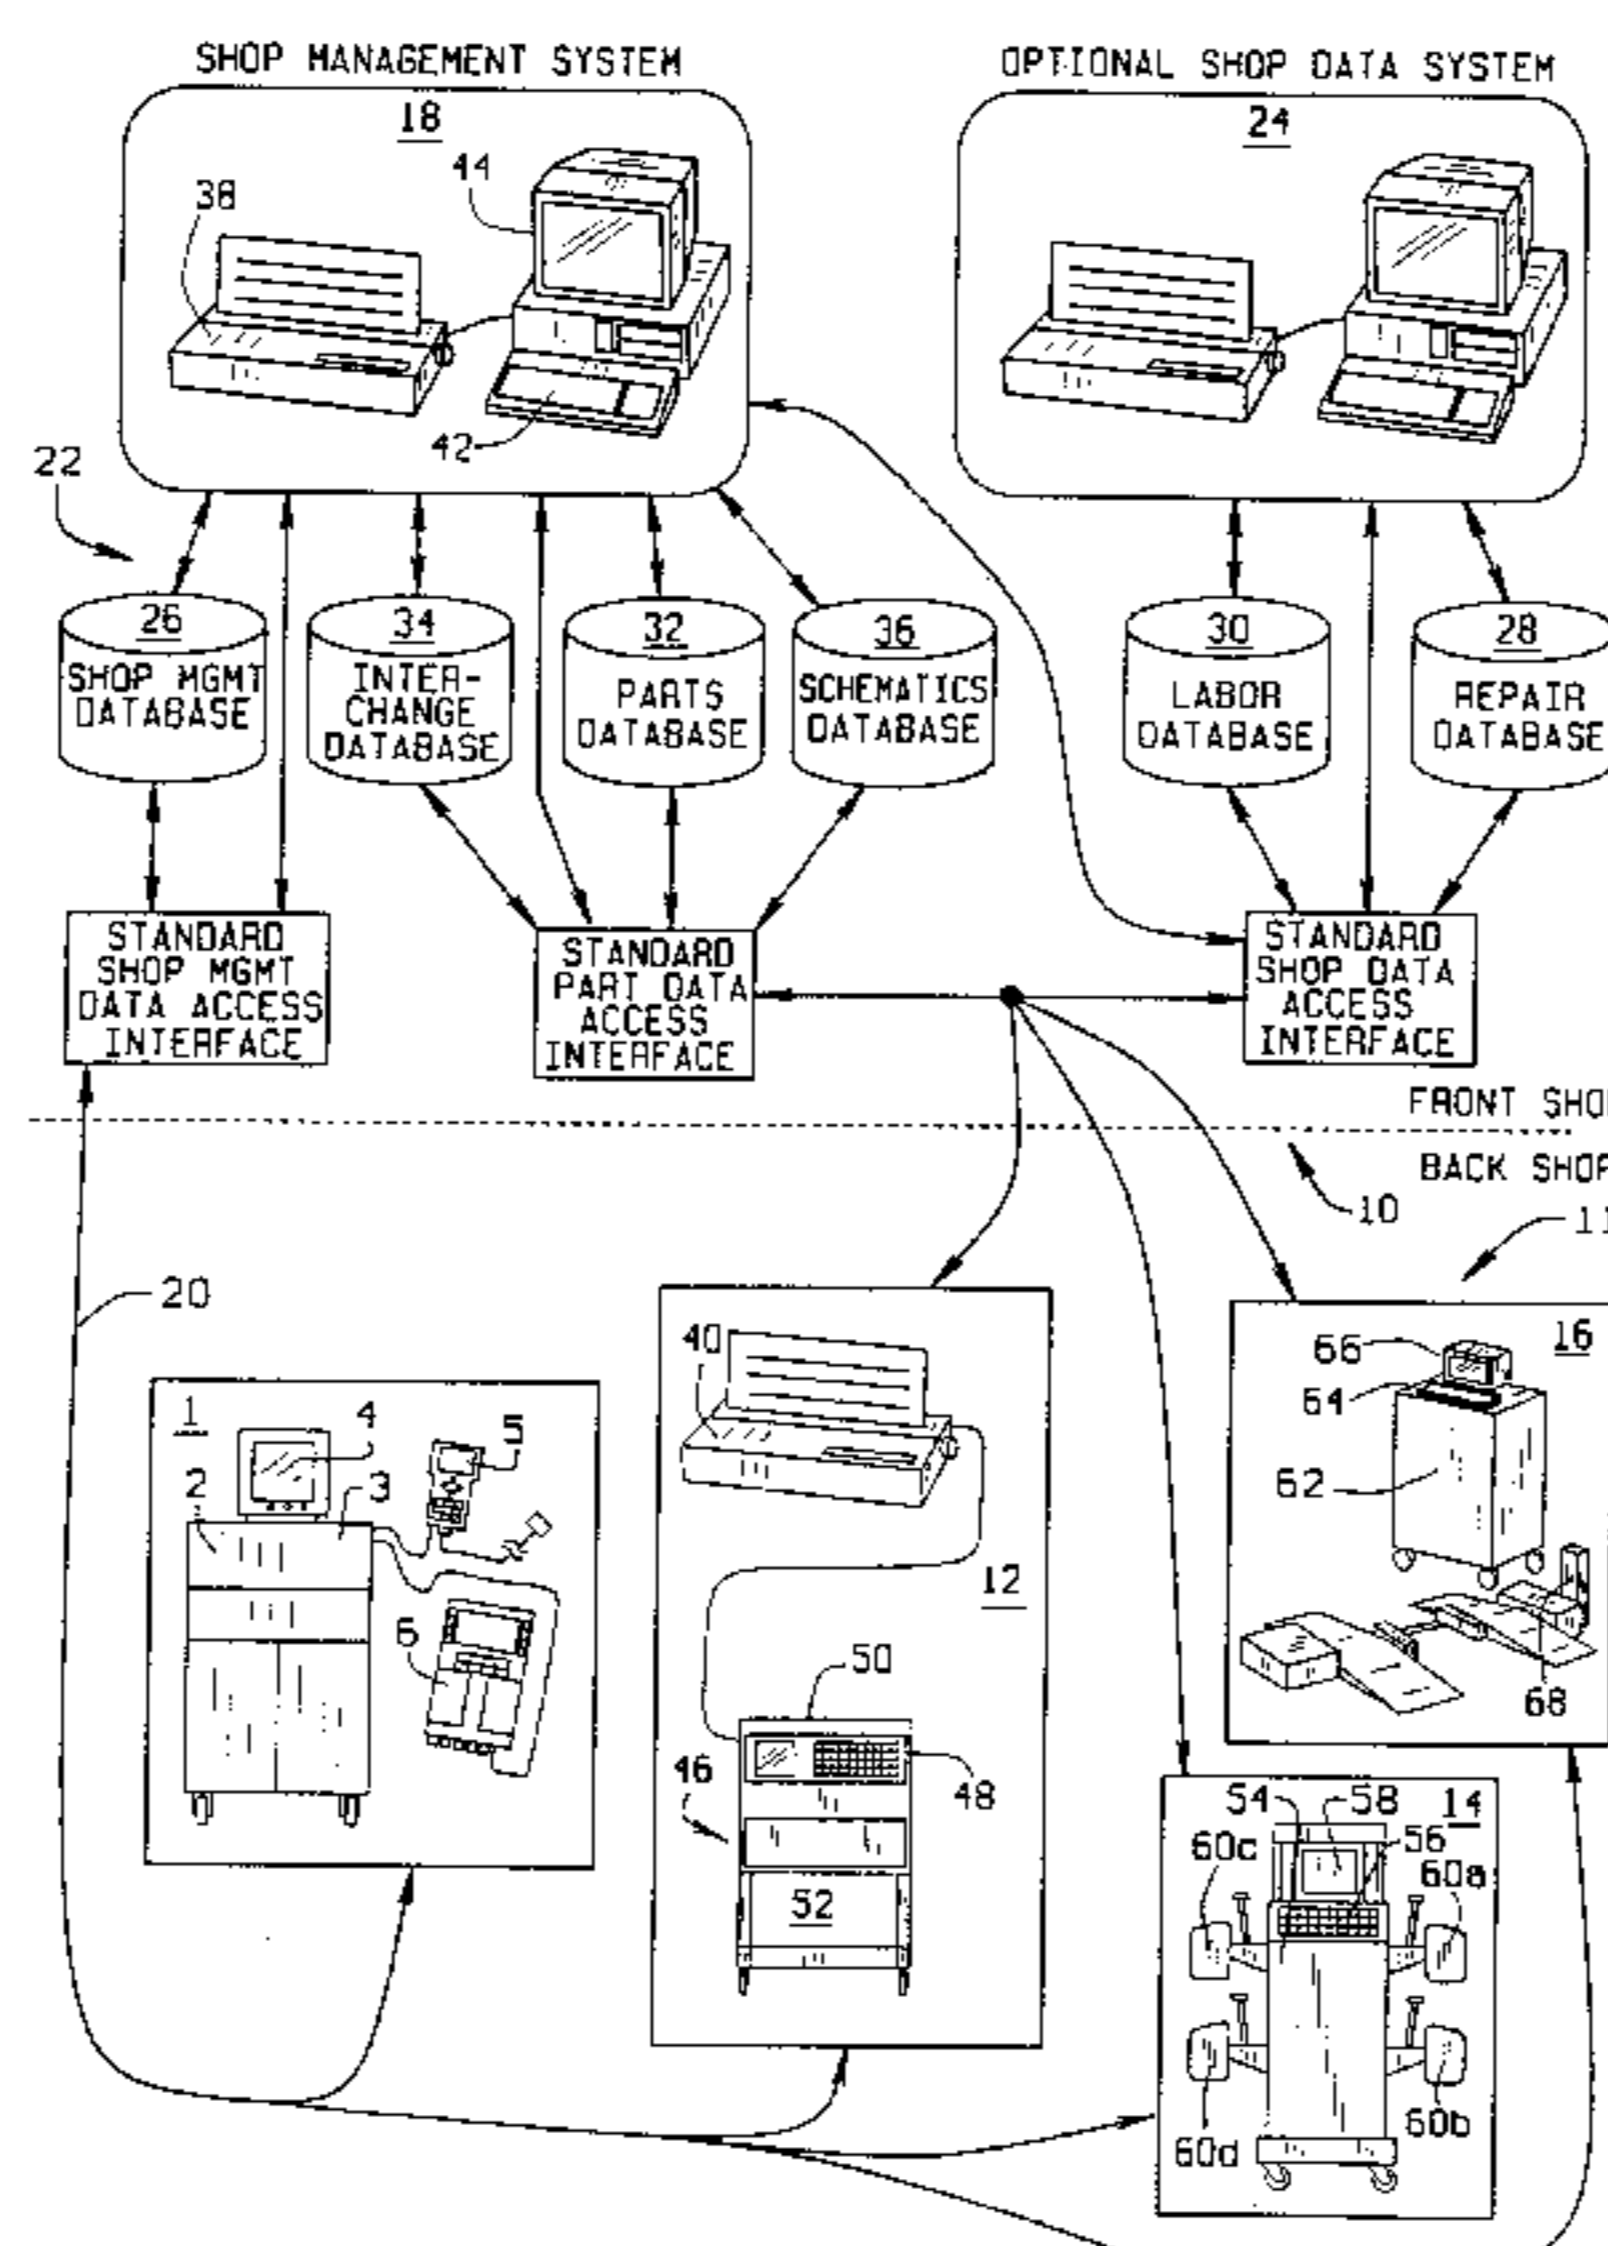 SHOP MANAGEMENT SYSTEM
OPTIONAL SHOP DATA SYSTEM
18
24
44
38
42
22
26
SHOP MGMT
DATABASE
34
INTER-
CHANGE
DATABASE
32
PARTS
DATABASE
36
SCHEMATICS
DATABASE
30
LABOR
DATABASE
28
REPAIR
DATABASE
STANDARD
SHOP MGMT
DATA ACCESS
INTERFACE
STANDARD
PART DATA
ACCESS
INTERFACE
STANDARD
SHOP DATA
ACCESS
INTERFACE
FRONT SHOP
BACK SHOP
10
11
20
1
4
5
2
3
6
40
12
50
46
48
52
16
66
64
62
68
54
58
14
56
60c
60a
60d
60b